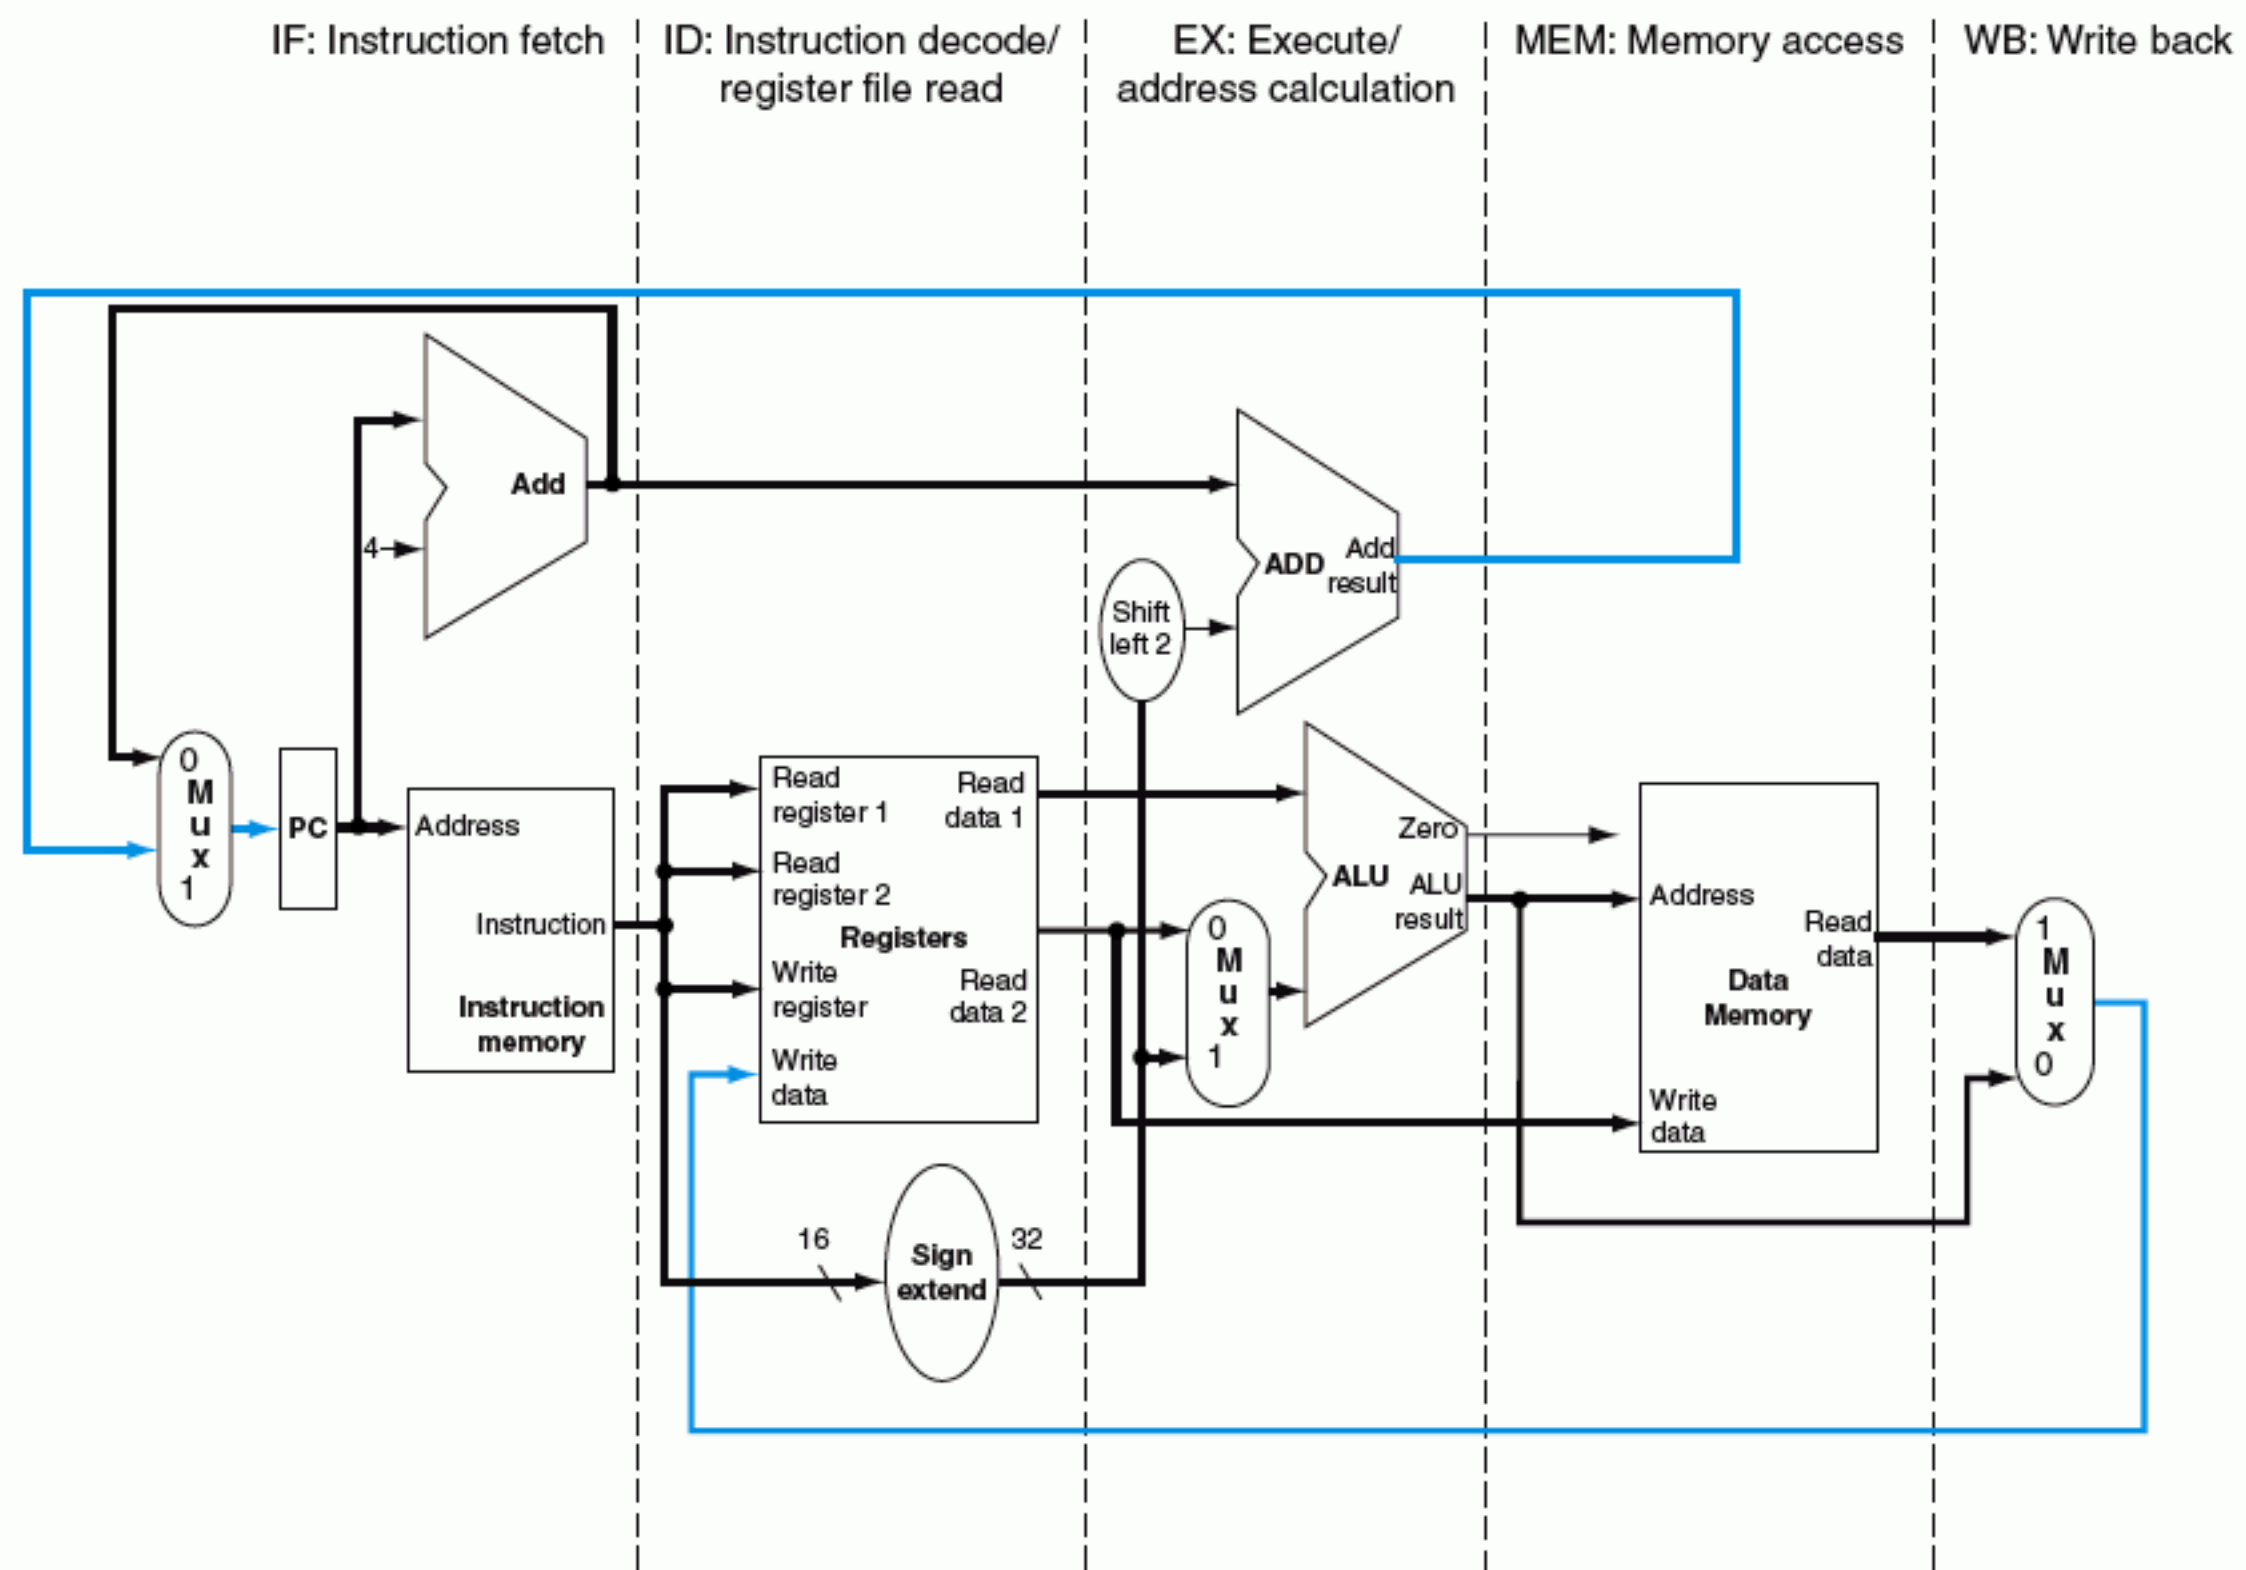 IF: Instruction fetch
ID: Instruction decode/
register file read
EX: Execute/
address calculation
MEM: Memory access
WB: Write back
Add
4
ADD
Add
result
Shift
left 2
0
M
u
x
1
PC
Address
Instruction
Instruction
memory
Read
register 1
Read
data 1
Read
register 2
Registers
Write
register
Read
data 2
Write
data
0
M
u
x
1
Zero
ALU
ALU
result
Address
Read
data
Data
Memory
Write
data
1
M
u
x
0
16
Sign
extend
32